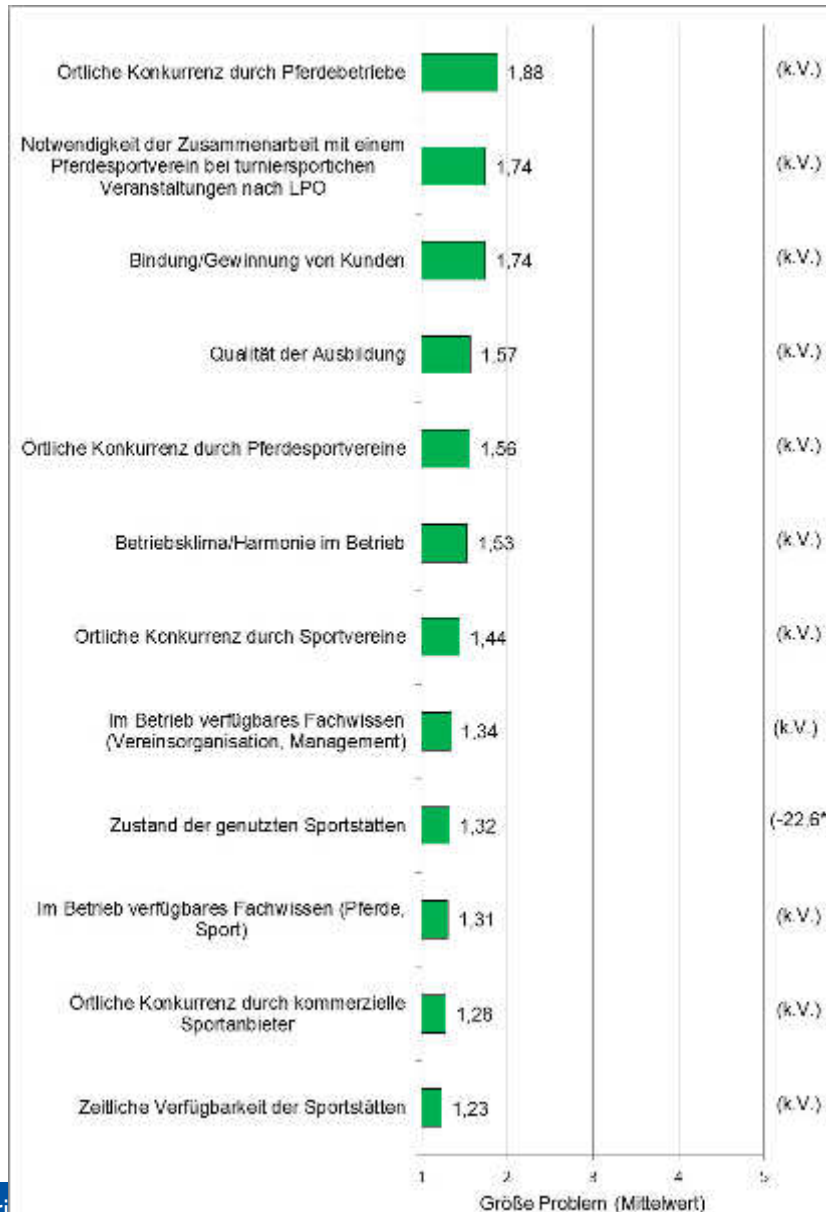 Örtliche Konkurrenz durch Pferdebetriebe 1,88 (k.V.)
Notwendigkeit der Zusammenarbeit mit einem
Pferdesportverein bei turniersportichen
Veranstaltungen nach LPO 1,74 (k.V.)
Bindung/Gewinnung von Kunden 1,74 (k.V.)
Qualität der Ausbildung 1,57 (k.V.)
Örtliche Konkurrenz durch Pferdesportvereine 1,56 (k.V.)
Betriebsklima/Harmonie im Betrieb 1,53 (k.V.)
Örtliche Konkurrenz durch Sportvereine 1,44 (k.V.)
Im Betrieb verfügbares Fachwissen
(Vereinsorganisation, Management) 1,34 (k.V.)
Zustand der genutzten Sportstätten 1,32 (-22,6*
Im Betrieb verfügbares Fachwissen (Pferde,
Sport) 1,31 (k.V.)
Örtliche Konkurrenz durch kommerzielle
Sportanbieter 1,28 (k.V.)
Zeitliche Verfügbarkeit der Sportstätten 1,23 (k.V.)
1 2 3 4 5
Größe Problem (Mittelwert)